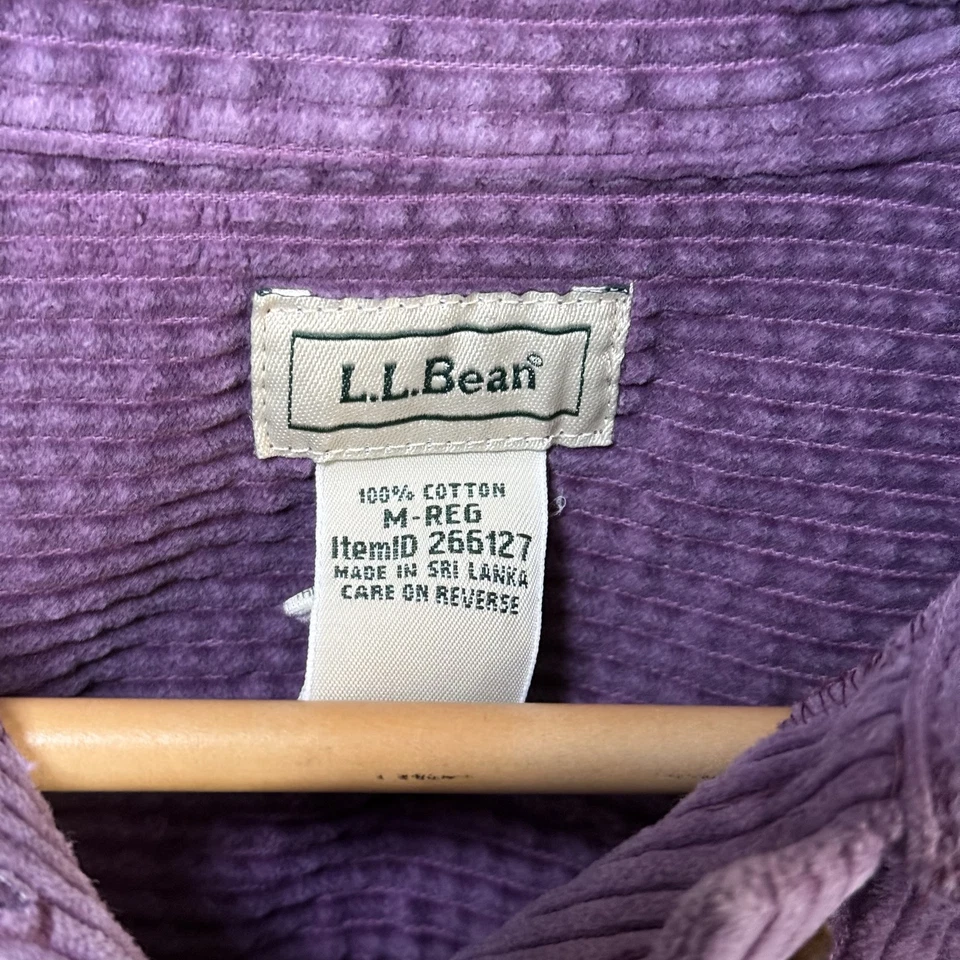 L.L.Bean®
100% COTTON
M-REG
ItemID 266127
MADE IN SRI LANKA
CARE ON REVERSE